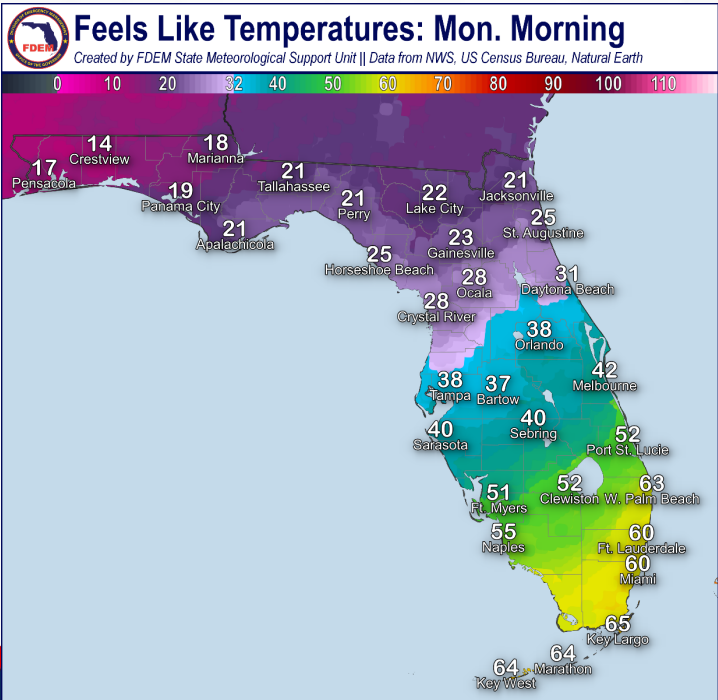 Feels Like Temperatures: Mon. Morning
Created by FDEM State Meteorological Support Unit || Data from NWS, US Census Bureau, Natural Earth
FDEM
0 10 20 32 40 50 60 70 80 90 100 110
14
Crestview
18
Marianna
17
Pensacola
21
Tallahassee
19
Panama City
21
Perry
22
Lake City
21
Jacksonville
21
Apalachicola
25
St. Augustine
23
Gainesville
25
Horseshoe Beach
28
Ocala
31
Daytona Beach
28
Crystal River
38
Orlando
38
Tampa
37
Bartow
42
Melbourne
40
Sarasota
40
Sebring
52
Port St. Lucie
51
Ft. Myers
52
Clewiston
63
W. Palm Beach
55
Naples
60
Ft. Lauderdale
60
Miami
65
Key Largo
64
Marathon
64
Key West